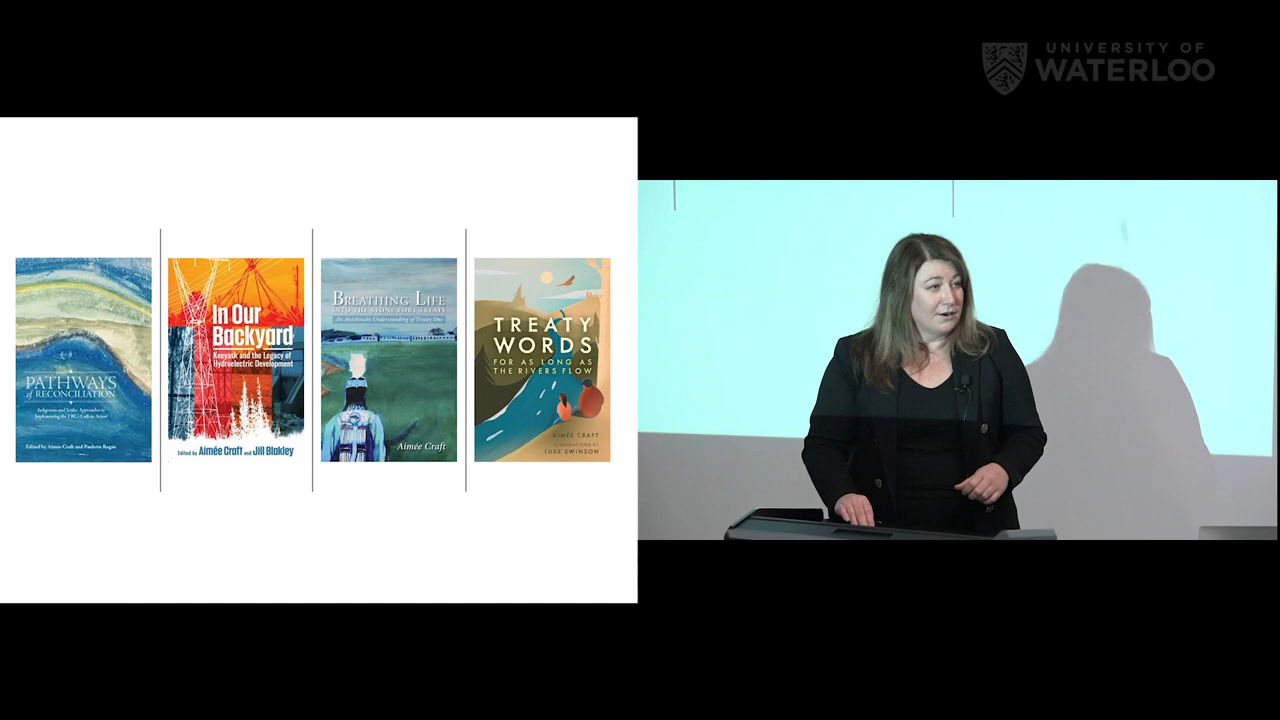 UNIVERSITY OF
WATERLOO
PATHWAYS
of RECONCILIATION
Indigenous and Settler Approaches to
Implementing the TRC's Calls to Action
Edited by Aimée Craft and Paulette Regan
In Our
Backyard
Keeyask and the Legacy of
Hydroelectric Development
Edited by Aimée Craft and Jill Blakley
BREATHING LIFE
INTO THE STONE FORT TREATY
An Anishinabe Understanding of Treaty One
Aimée Craft
TREATY
WORDS
FOR AS LONG AS
THE RIVERS FLOW
AIMÉE CRAFT
ILLUSTRATIONS BY
LUKE SWINSON